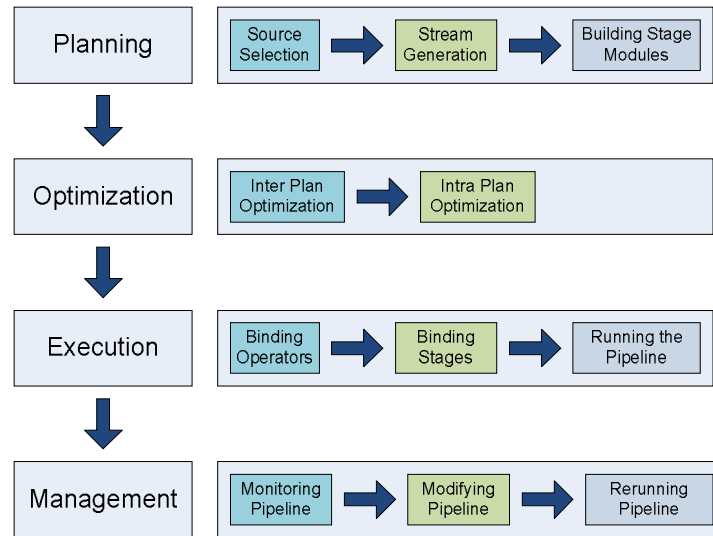 Planning
Source
Selection
Stream
Generation
Building Stage
Modules
Optimization
Inter Plan
Optimization
Intra Plan
Optimization
Execution
Binding
Operators
Binding
Stages
Running the
Pipeline
Management
Monitoring
Pipeline
Modifying
Pipeline
Rerunning
Pipeline